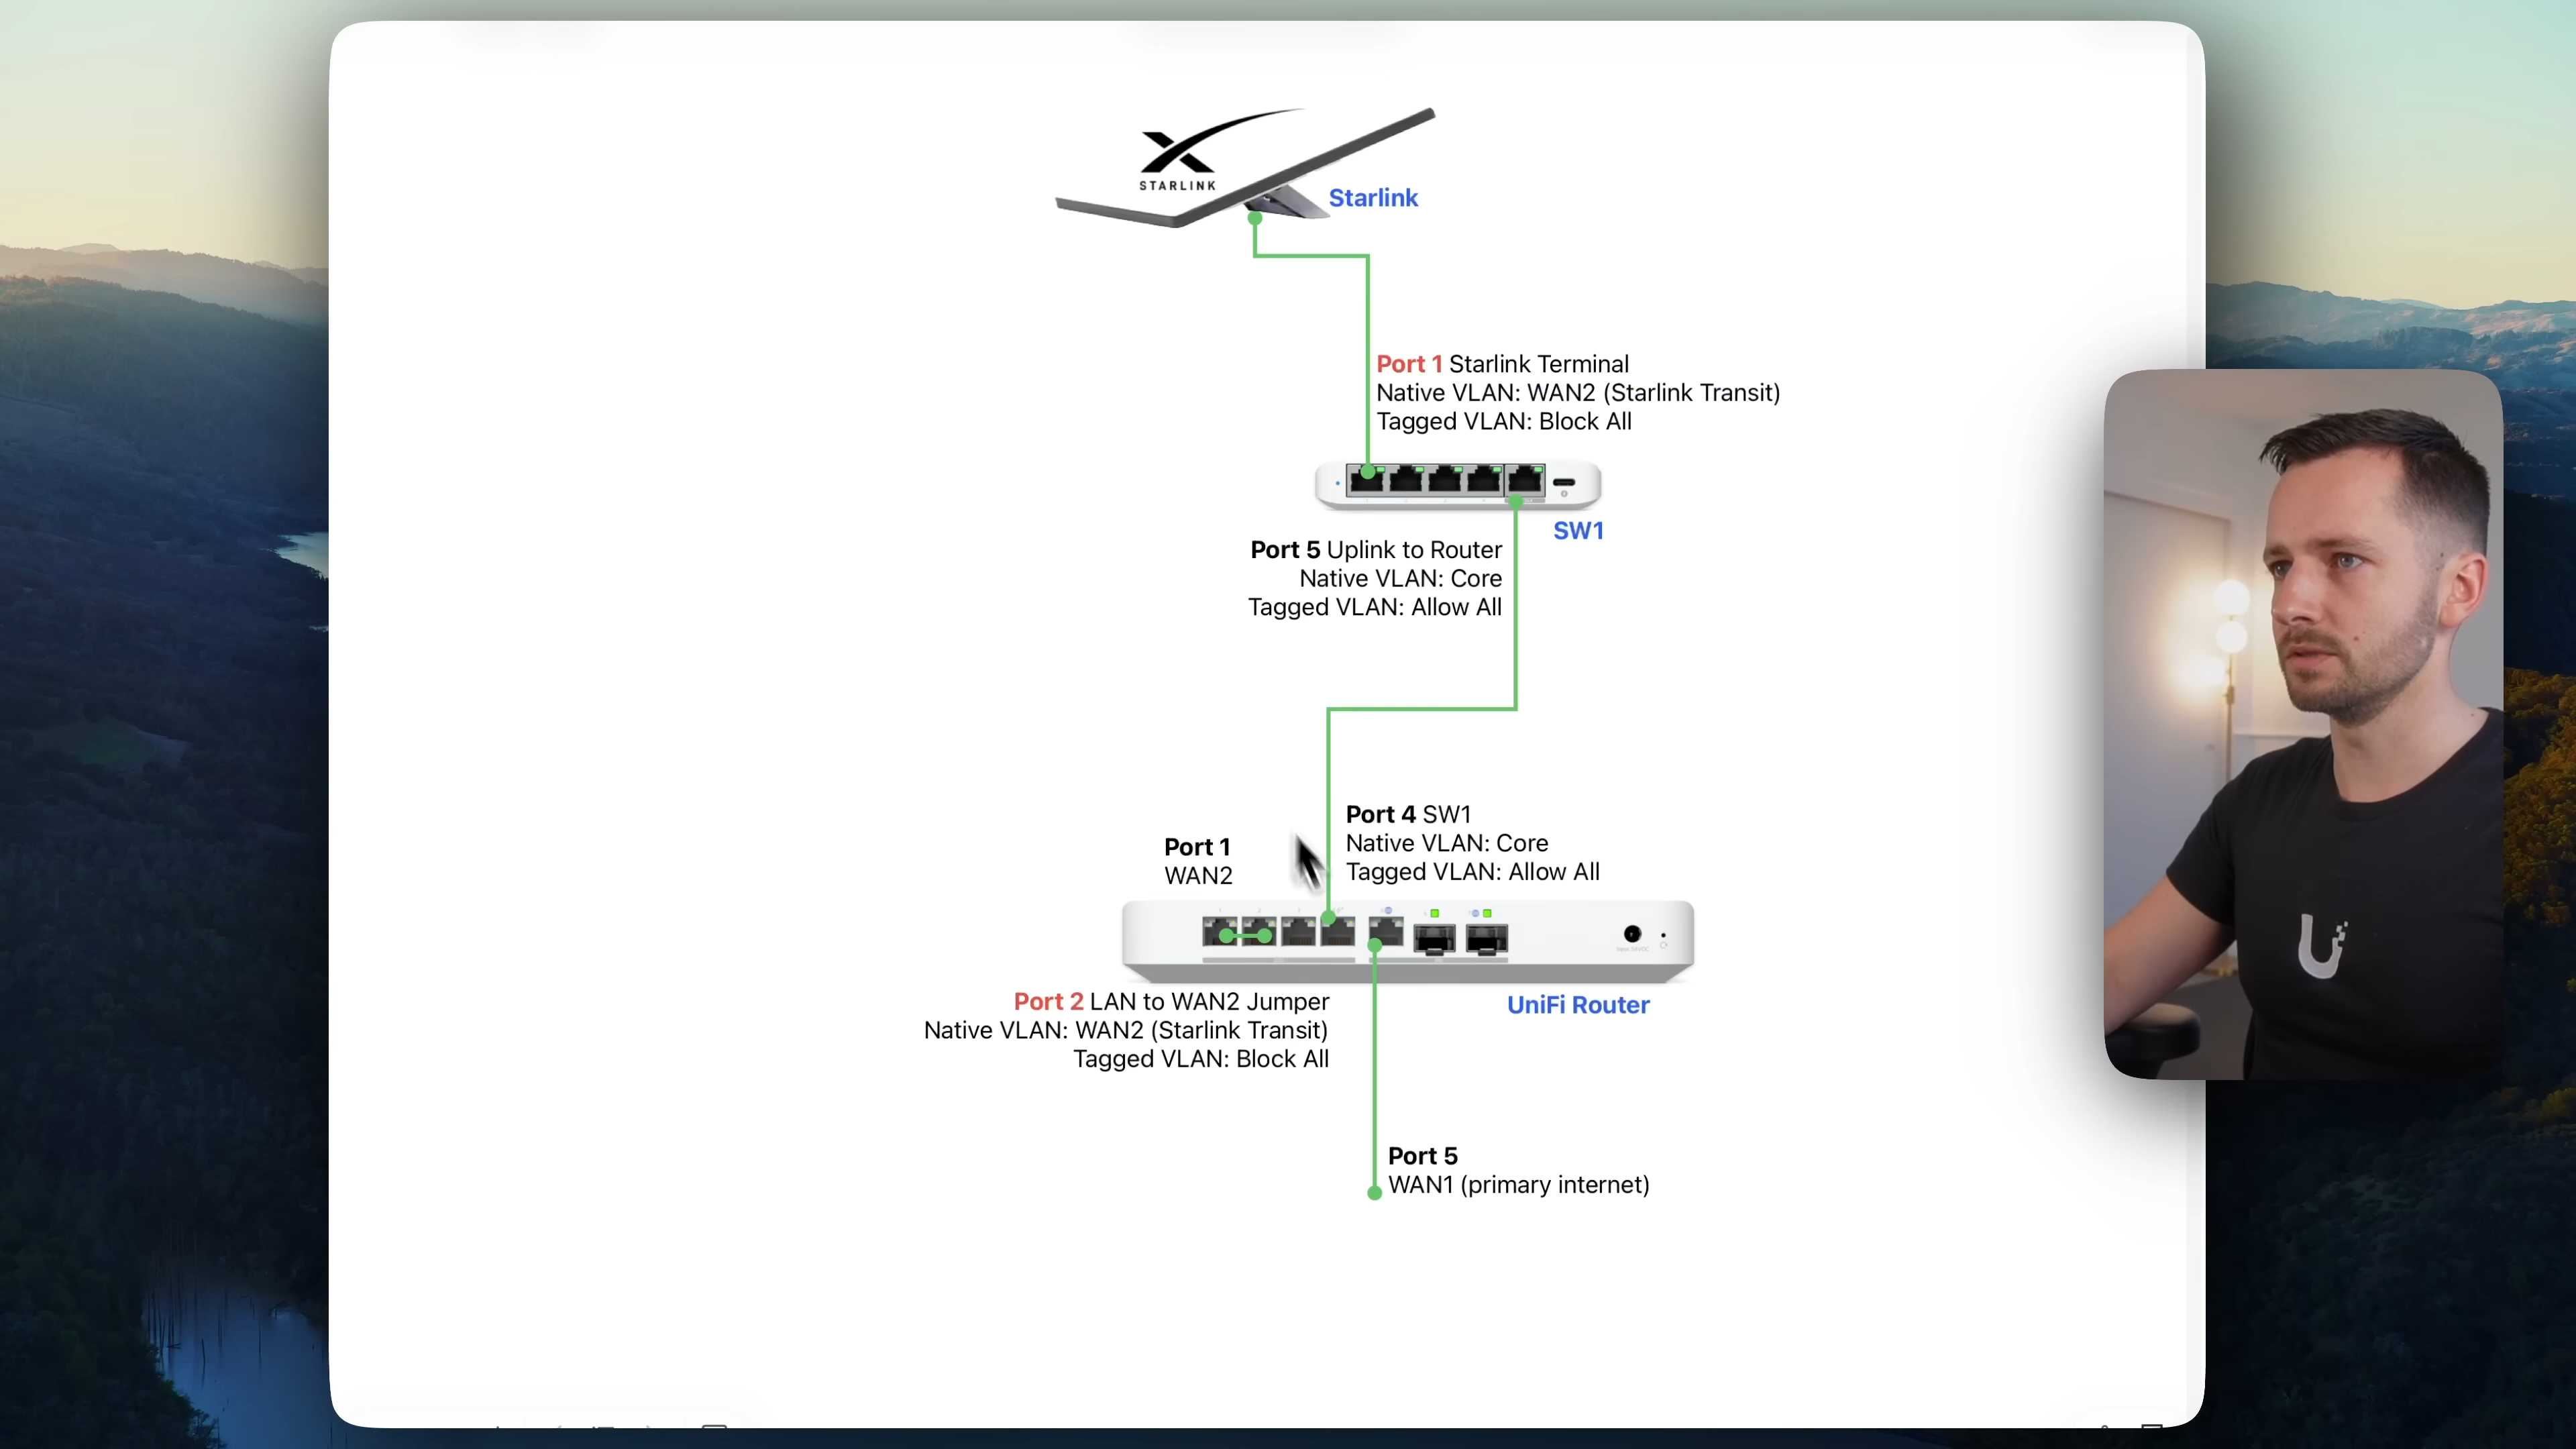 STARLINK
Starlink
Port 1 Starlink Terminal
Native VLAN: WAN2 (Starlink Transit)
Tagged VLAN: Block All
SW1
Port 5 Uplink to Router
Native VLAN: Core
Tagged VLAN: Allow All
Port 4 SW1
Native VLAN: Core
Tagged VLAN: Allow All
Port 1
WAN2
Port 2 LAN to WAN2 Jumper
Native VLAN: WAN2 (Starlink Transit)
Tagged VLAN: Block All
UniFi Router
Port 5
WAN1 (primary internet)